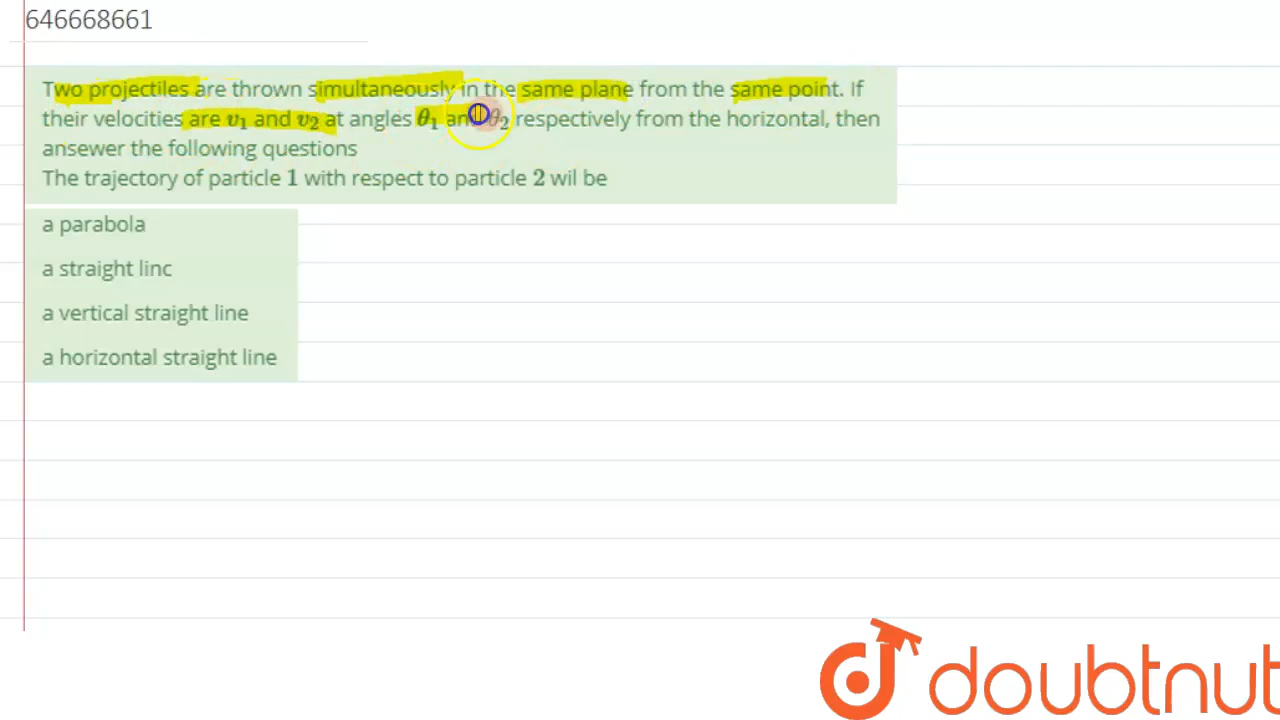 646668661
Two projectiles are thrown simultaneously in the same plane from the same point. If
their velocities are v₁ and v₂ at angles θ₁ and θ₂ respectively from the horizontal, then
ansewer the following questions
The trajectory of particle 1 with respect to particle 2 wil be
a parabola
a straight linc
a vertical straight line
a horizontal straight line
doubtnut